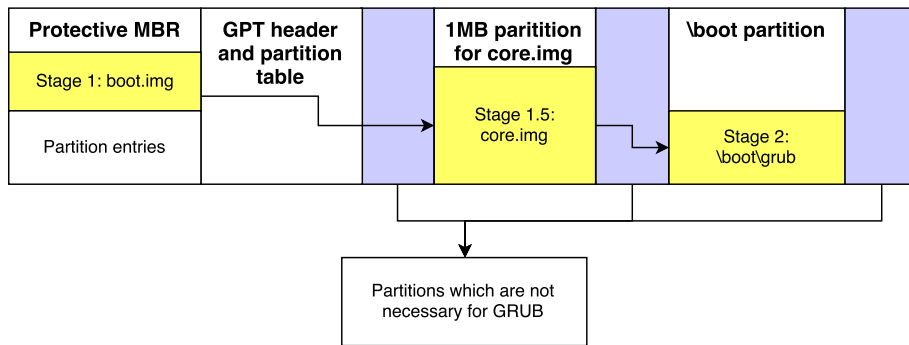 Protective MBR
Stage 1: boot.img
Partition entries
GPT header
and partition
table
1MB paritition
for core.img
Stage 1.5:
core.img
\boot partition
Stage 2:
\boot\grub
Partitions which are not
necessary for GRUB